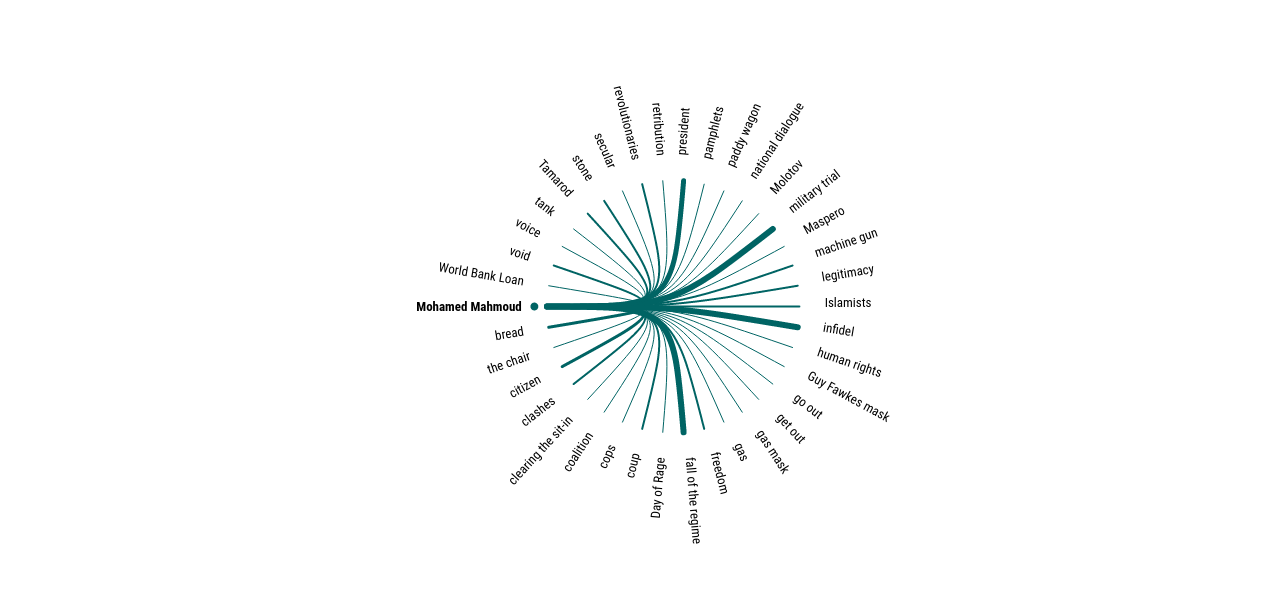 Mohamed Mahmoud
World Bank Loan
void
voice
tank
Tamarod
stone
secular
revolutionaries
retribution
president
pamphlets
paddy wagon
national dialogue
Molotov
military trial
Maspero
machine gun
legitimacy
Islamists
infidel
human rights
Guy Fawkes mask
go out
get out
gas mask
gas
freedom
fall of the regime
Day of Rage
coup
cops
coalition
clearing the sit-in
clashes
citizen
the chair
bread